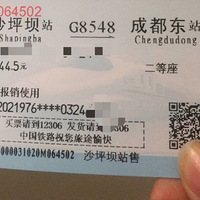 064502
沙坪坝站 G8548 成都东站
Shapingba Chengdudong
44.5元 二等座
报销使用
2021976****0324
买票请到12306 发货请到95306
中国铁路祝您旅途愉快
000031020M064502 沙坪坝站售